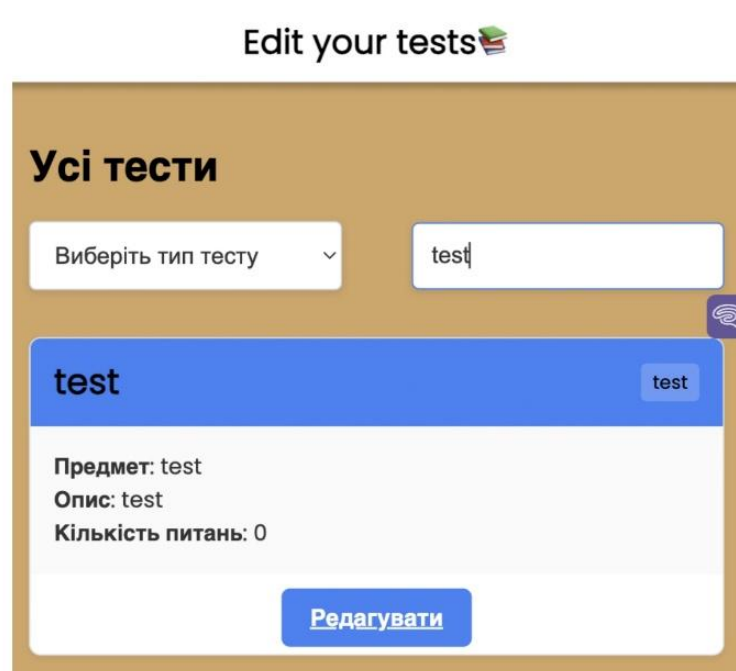 Edit your tests📚
Усі тести
Виберіть тип тесту
test
test
test
Предмет: test
Опис: test
Кількість питань: 0
Редагувати